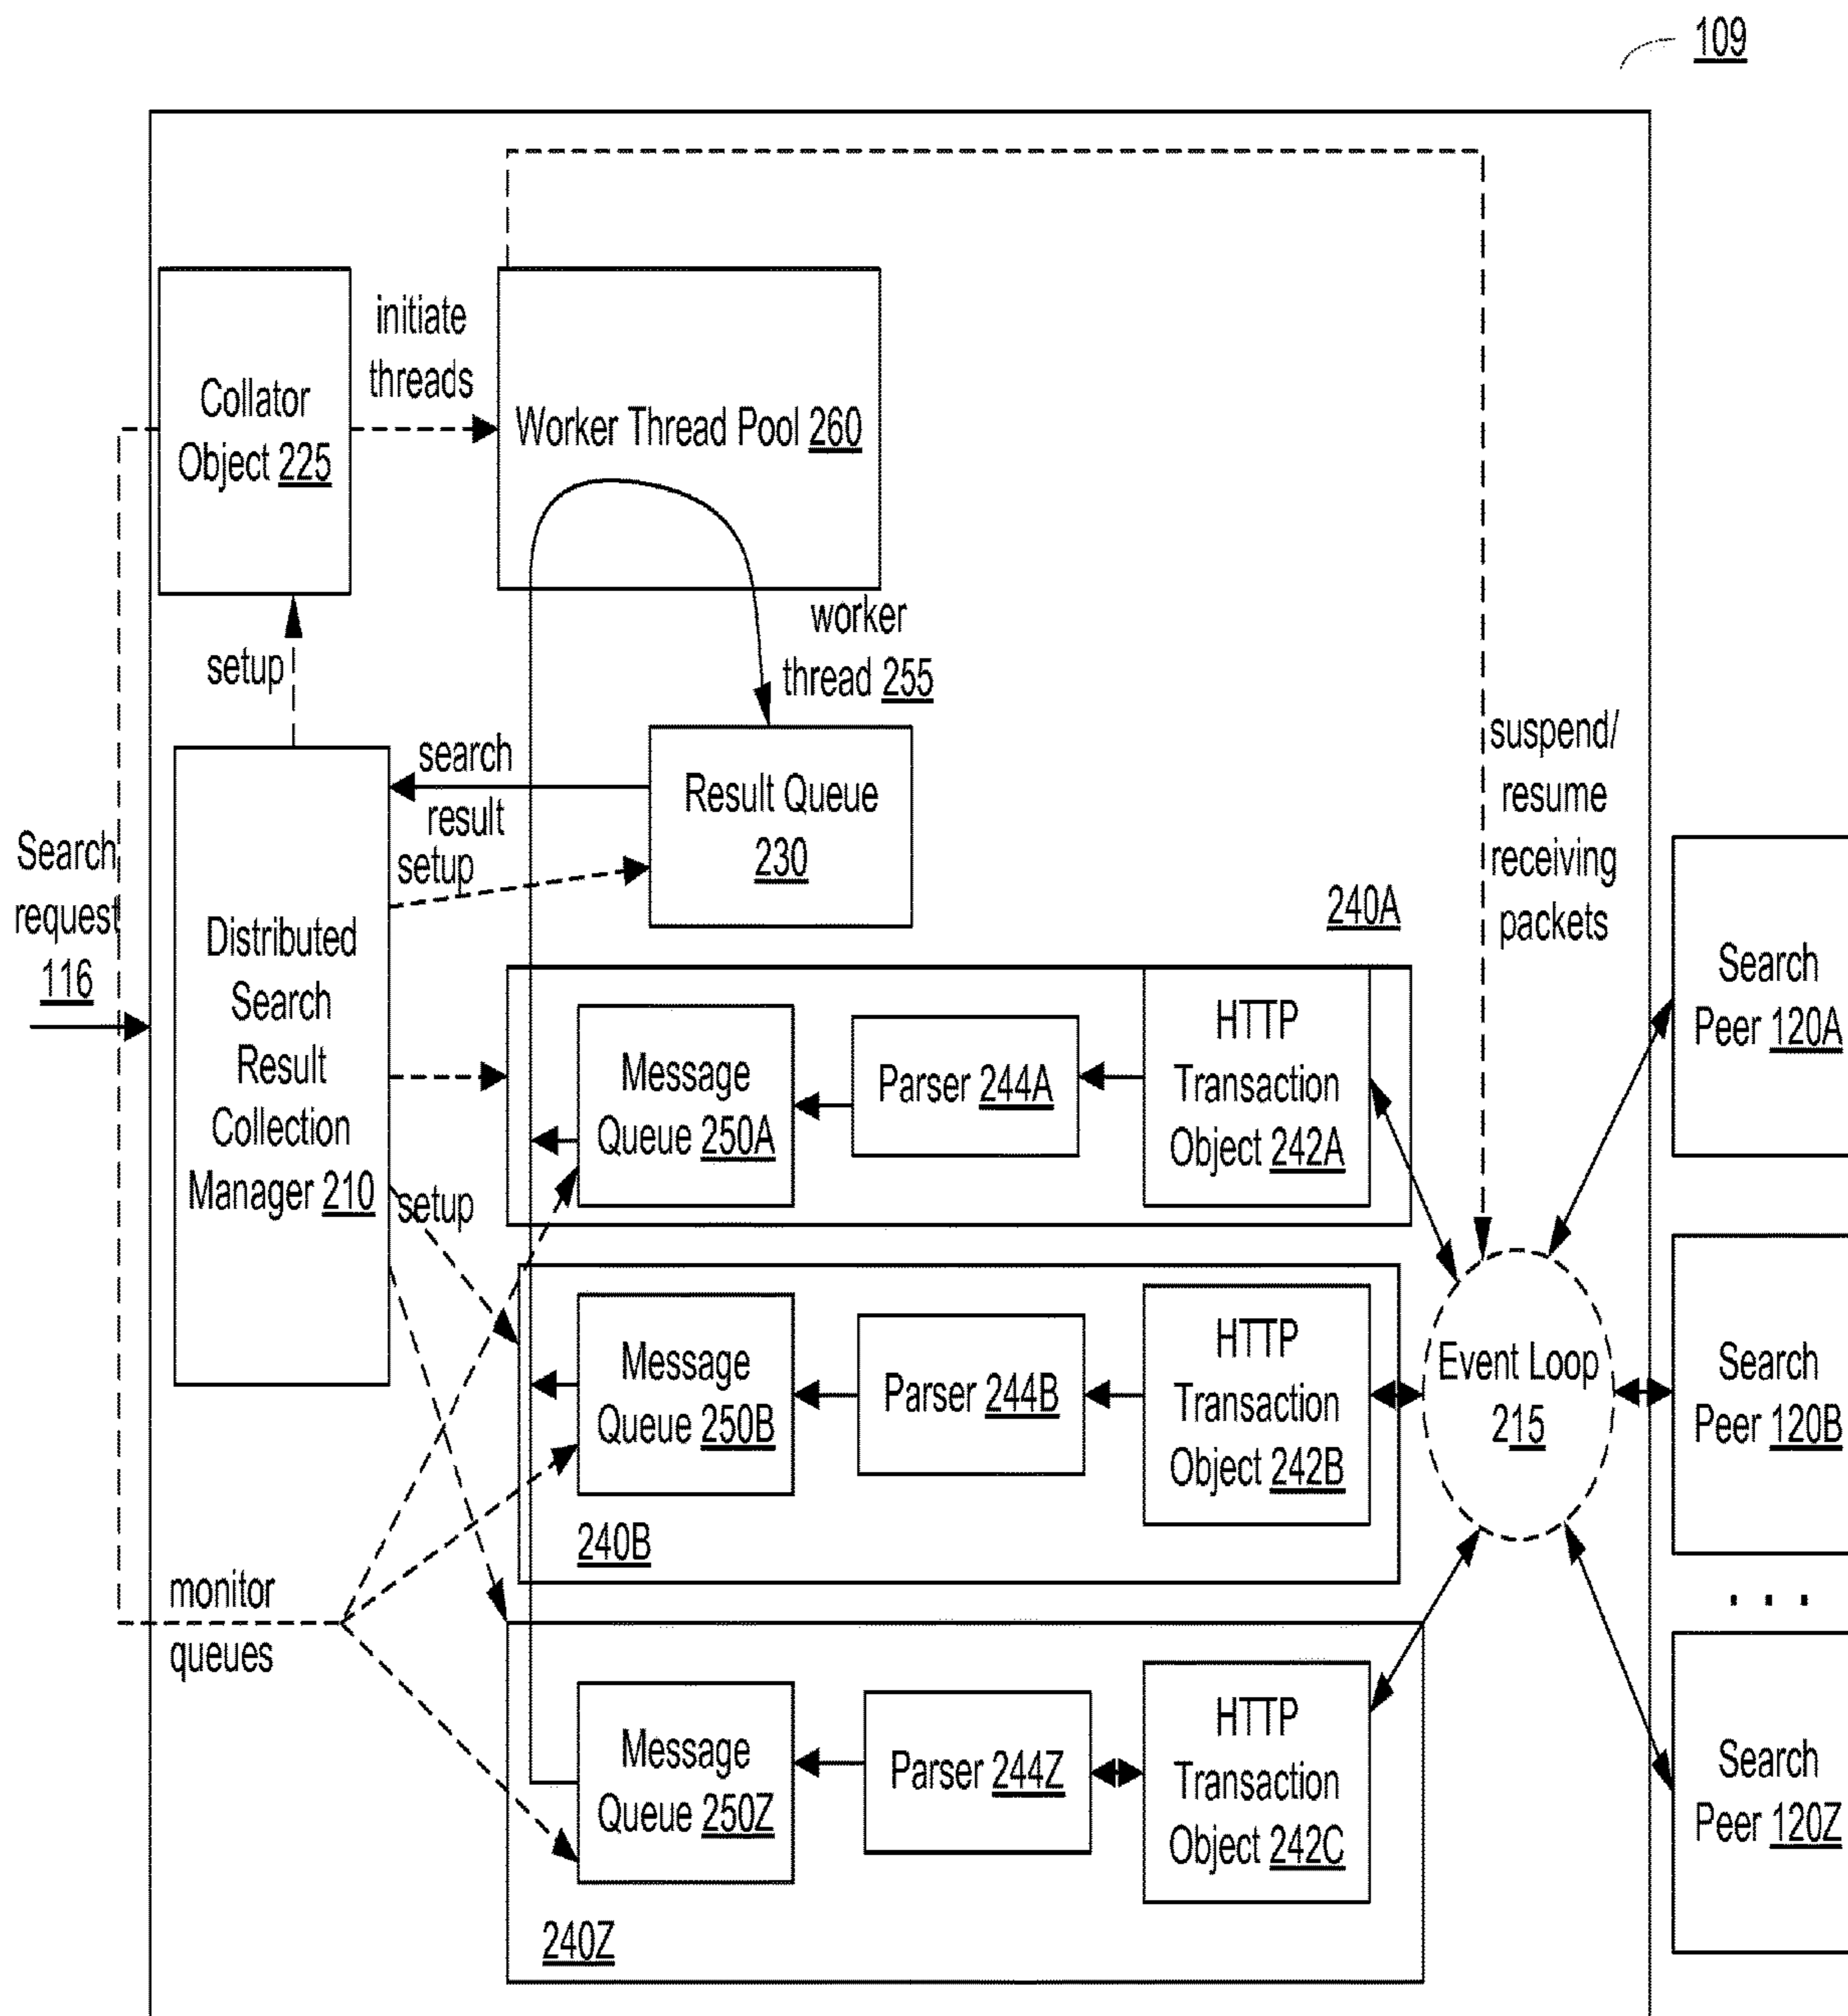 109
Collator
Object 225
initiate
threads
Worker Thread Pool 260
worker
thread 255
setup
search
result
setup
Result Queue
230
suspend/
resume
receiving
packets
Search
request
116
Distributed
Search
Result
Collection
Manager 210
setup
240A
Message
Queue 250A
Parser 244A
HTTP
Transaction
Object 242A
Search
Peer 120A
Message
Queue 250B
Parser 244B
HTTP
Transaction
Object 242B
240B
Event Loop
215
Search
Peer 120B
. . .
monitor
queues
Message
Queue 250Z
Parser 244Z
HTTP
Transaction
Object 242C
240Z
Search
Peer 120Z